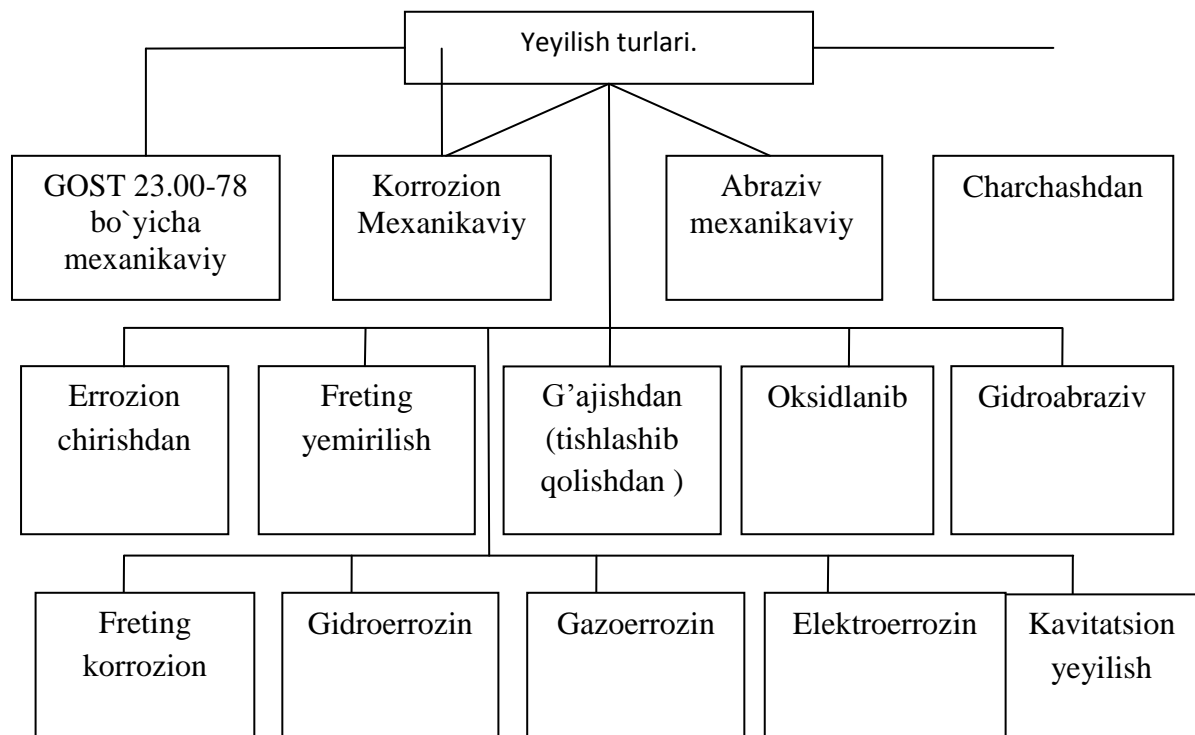 Yeyilish turlari.
GOST 23.00-78
bo`yicha
mexanikaviy
Korrozion
Mexanikaviy
Abraziv
mexanikaviy
Charchashdan
Errozion
chirishdan
Freting
yemirilish
G’ajishdan
(tishlashib
qolishdan )
Oksidlanib
Gidroabraziv
Freting
korrozion
Gidroerrozin
Gazoerrozin
Elektroerrozin
Kavitatsion
yeyilish